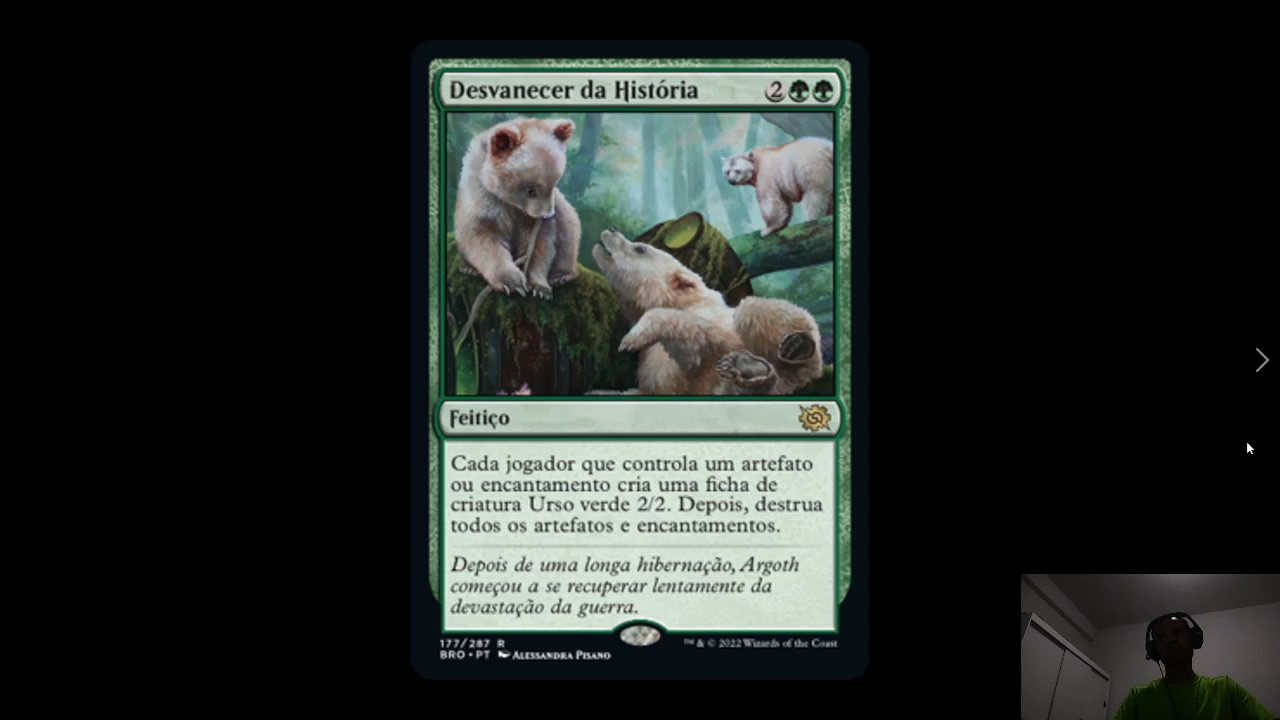 Desvanecer da História 2
Feitiço
Cada jogador que controla um artefato
ou encantamento cria uma ficha de
criatura Urso verde 2/2. Depois, destrua
todos os artefatos e encantamentos.
Depois de uma longa hibernação, Argoth
começou a se recuperar lentamente da
devastação da guerra.
177/287 R
BRO • PT Alessandra Pisano
™ & © 2022 Wizards of the Coast